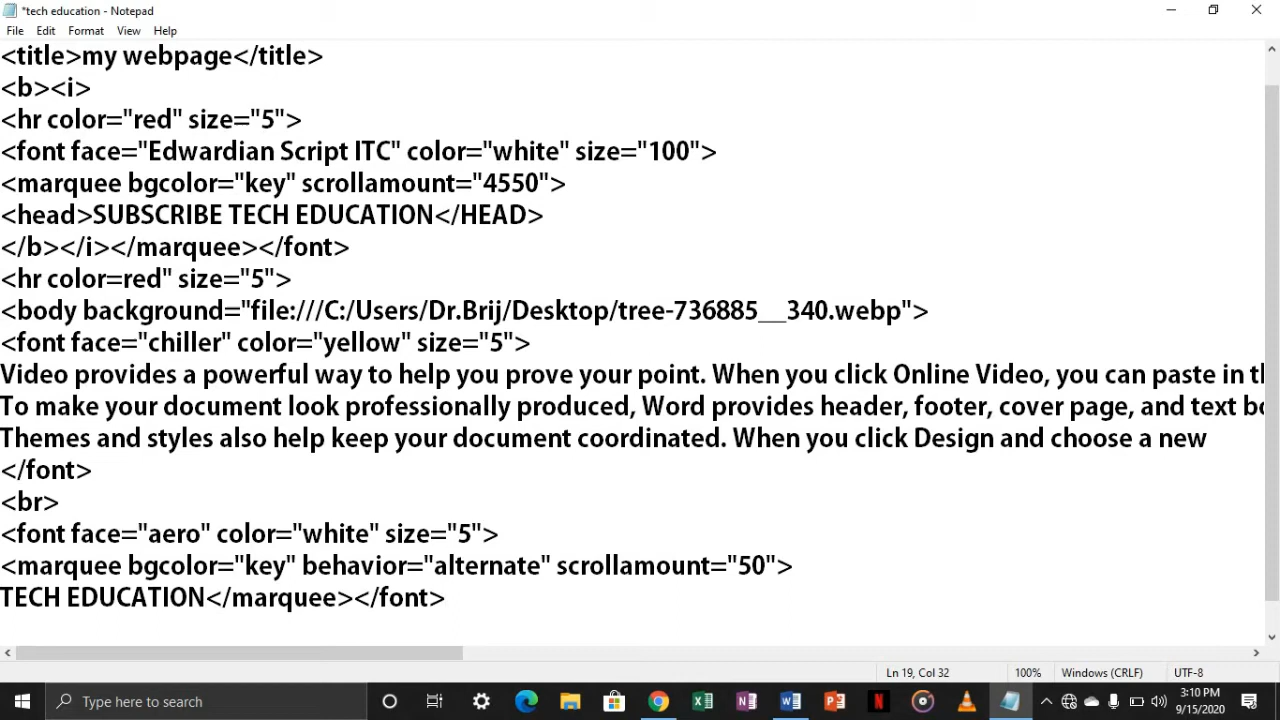 *tech education - Notepad
File Edit Format View Help
<title>my webpage</title>
<b><i>
<hr color="red" size="5">
<font face="Edwardian Script ITC" color="white" size="100">
<marquee bgcolor="key" scrollamount="4550">
<head>SUBSCRIBE TECH EDUCATION</HEAD>
</b></i></marquee></font>
<hr color=red" size="5">
<body background="file:///C:/Users/Dr.Brij/Desktop/tree-736885__340.webp">
<font face="chiller" color="yellow" size="5">
Video provides a powerful way to help you prove your point. When you click Online Video, you can paste in
To make your document look professionally produced, Word provides header, footer, cover page, and text
Themes and styles also help keep your document coordinated. When you click Design and choose a new
</font>
<br>
<font face="aero" color="white" size="5">
<marquee bgcolor="key" behavior="alternate" scrollamount="50">
TECH EDUCATION</marquee></font>
Ln 19, Col 32 100% Windows (CRLF) UTF-8
Type here to search
3:10 PM
9/15/2020